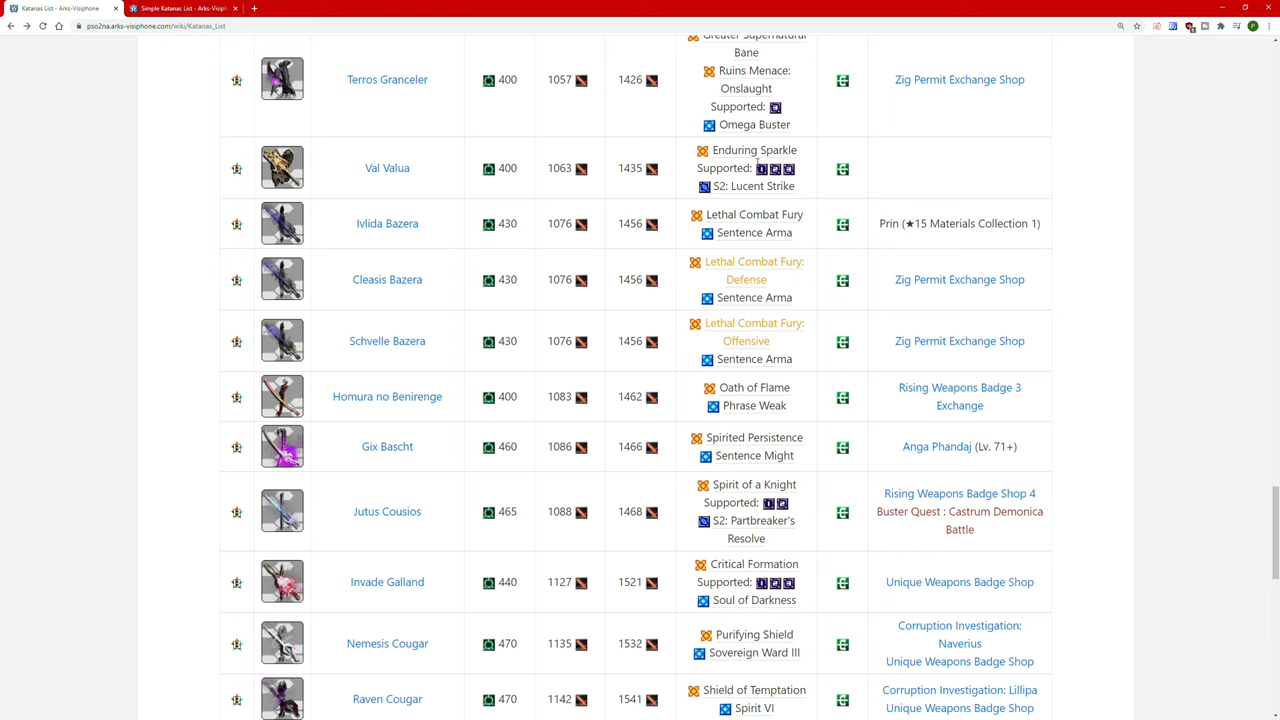 Katanas List - Arks-Visiphone
Simple Katanas List - Arks-Visiph
pso2na.arks-visiphone.com/wiki/Katanas_List
Greater Supernatural
Bane
Terros Granceler
400
1057
1426
Ruins Menace:
Onslaught
Supported:
Omega Buster
Zig Permit Exchange Shop
Val Valua
400
1063
1435
Enduring Sparkle
Supported:
S2: Lucent Strike
Ivlida Bazera
430
1076
1456
Lethal Combat Fury
Sentence Arma
Prin (★15 Materials Collection 1)
Cleasis Bazera
430
1076
1456
Lethal Combat Fury:
Defense
Sentence Arma
Zig Permit Exchange Shop
Schvelle Bazera
430
1076
1456
Lethal Combat Fury:
Offensive
Sentence Arma
Zig Permit Exchange Shop
Homura no Benirenge
400
1083
1462
Oath of Flame
Phrase Weak
Rising Weapons Badge 3
Exchange
Gix Bascht
460
1086
1466
Spirited Persistence
Sentence Might
Anga Phandaj (Lv. 71+)
Jutus Cousios
465
1088
1468
Spirit of a Knight
Supported:
S2: Partbreaker's
Resolve
Rising Weapons Badge Shop 4
Buster Quest : Castrum Demonica
Battle
Invade Galland
440
1127
1521
Critical Formation
Supported:
Soul of Darkness
Unique Weapons Badge Shop
Nemesis Cougar
470
1135
1532
Purifying Shield
Sovereign Ward III
Corruption Investigation:
Naverius
Unique Weapons Badge Shop
Raven Cougar
470
1142
1541
Shield of Temptation
Spirit VI
Corruption Investigation: Lillipa
Unique Weapons Badge Shop